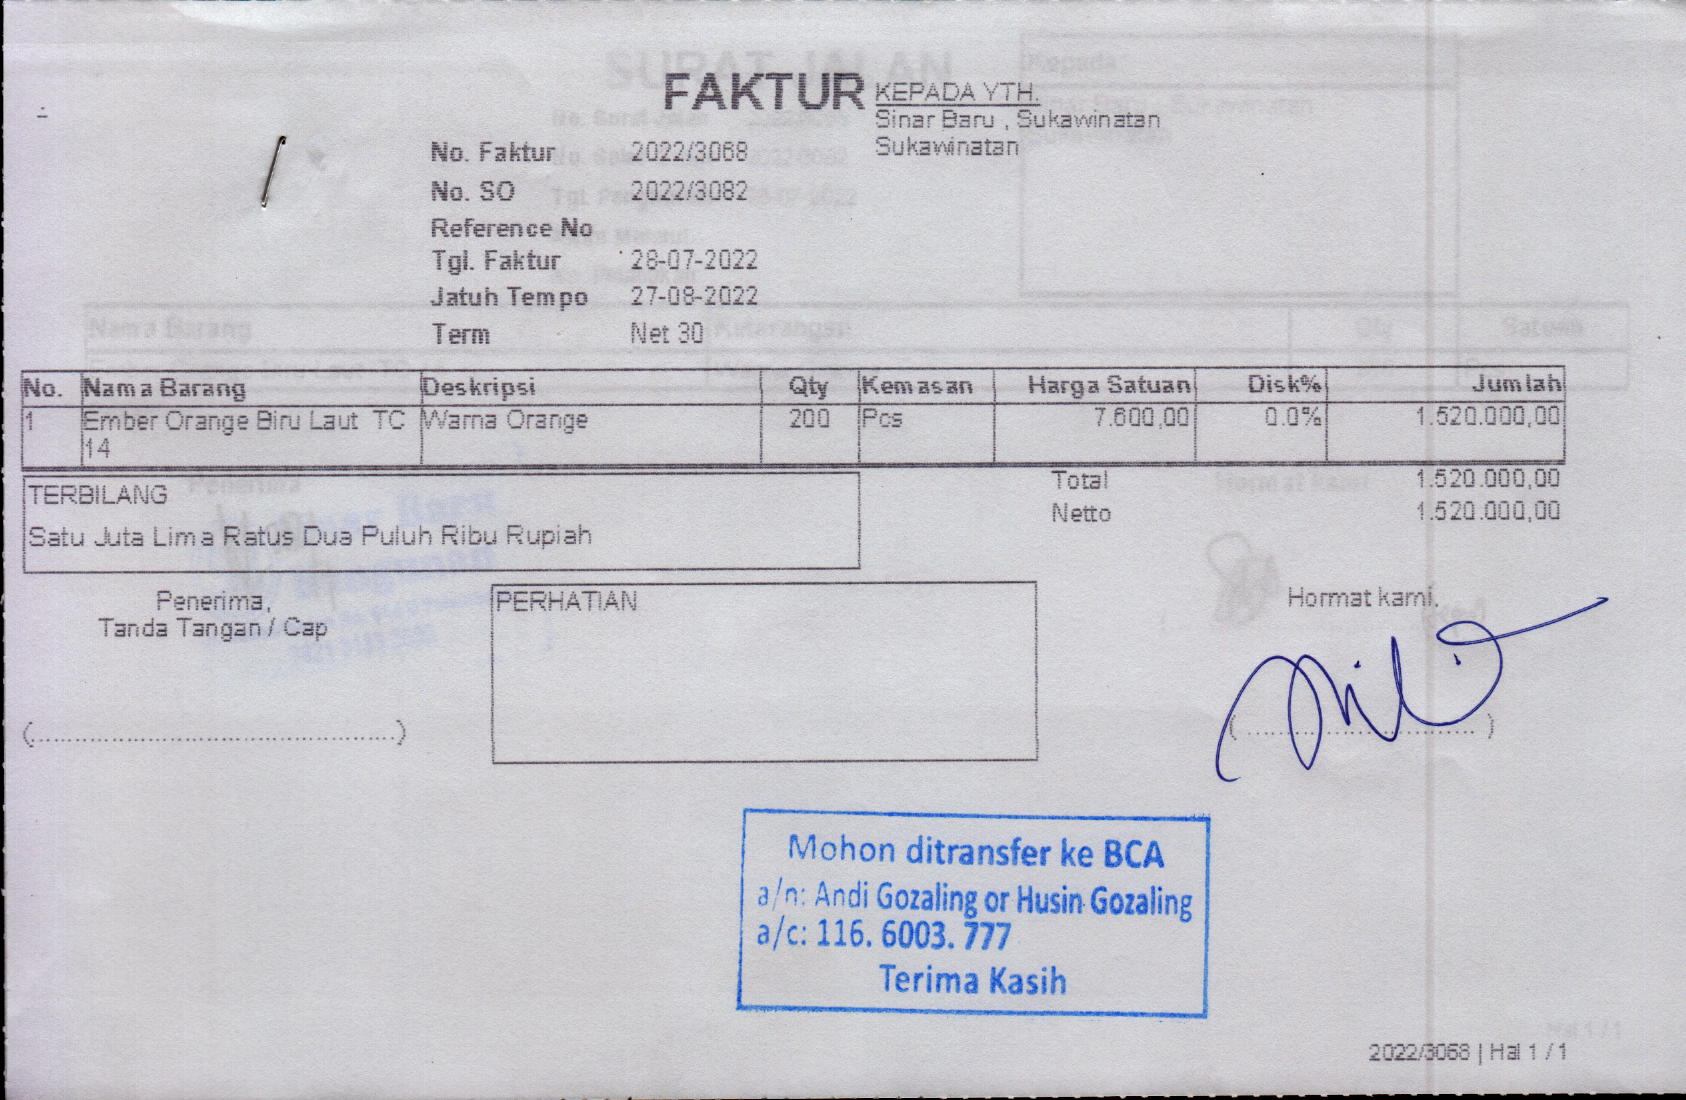 FAKTUR
KEPADA YTH.
Sinar Baru , Sukawinatan
Sukawinatan
No. Faktur 2022/3068
No. SO 2022/3082
Reference No
Tgl. Faktur 28-07-2022
Jatuh Tempo 27-08-2022
Term Net 30
No. Nama Barang Deskripsi Qty Kemasan Harga Satuan Disk% Jumlah
1 Ember Orange Biru Laut TC Warna Orange 200 Pcs 7.600,00 0.0% 1.520.000,00
14
TERBILANG
Satu Juta Lima Ratus Dua Puluh Ribu Rupiah
Total 1.520.000,00
Netto 1.520.000,00
Penerima,
Tanda Tangan / Cap
PERHATIAN
Hormat kami,
(............................................)
(............................)
Mohon ditransfer ke BCA
a/n: Andi Gozaling or Husin Gozaling
a/c: 116. 6003. 777
Terima Kasih
2022/3068 | Hal 1 / 1